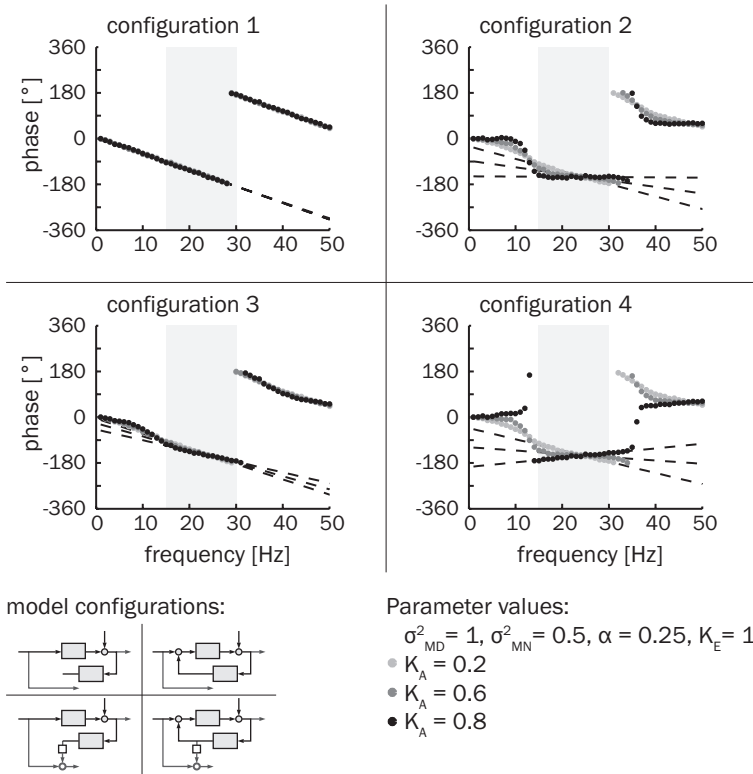 configuration 1
configuration 2
360
180
0
-180
-360
phase [°]
0 10 20 30 40 50
360
180
0
-180
-360
0 10 20 30 40 50
configuration 3
configuration 4
360
180
0
-180
-360
phase [°]
0 10 20 30 40 50
frequency [Hz]
360
180
0
-180
-360
0 10 20 30 40 50
frequency [Hz]
model configurations:
Parameter values:
σ²MD = 1, σ²MN = 0.5, α = 0.25, KE = 1
KA = 0.2
KA = 0.6
KA = 0.8